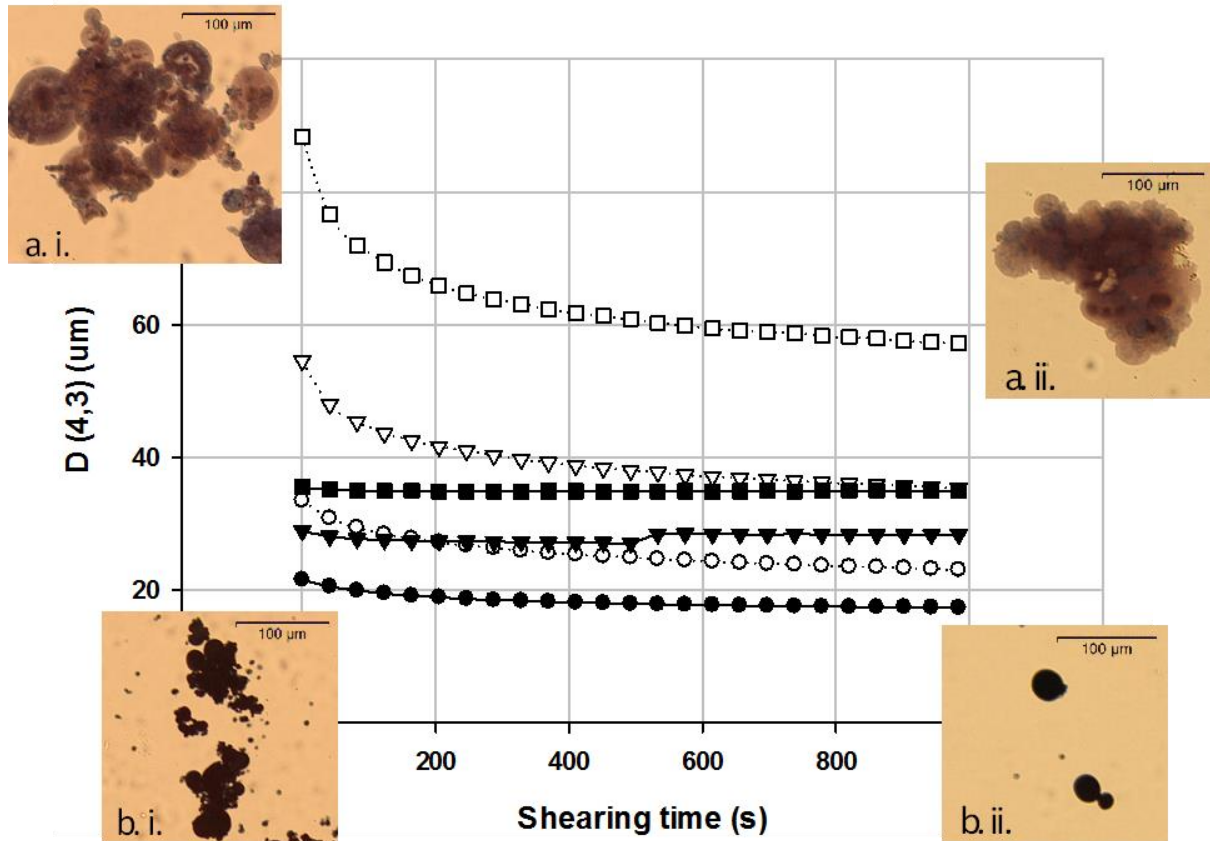 100 µm
a. i.
100 µm
a. ii.
D (4,3) (um)
60
40
20
100 µm
b. i.
200
400
600
800
Shearing time (s)
100 µm
b. ii.